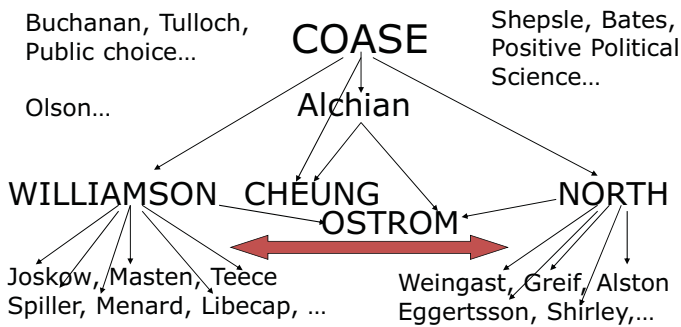 Buchanan, Tulloch,
Public choice…
Olson…
COASE
Alchian
Shepsle, Bates,
Positive Political
Science…
WILLIAMSON
CHEUNG
OSTROM
NORTH
Joskow, Masten, Teece
Spiller, Menard, Libecap, …
Weingast, Greif, Alston
Eggertsson, Shirley,…